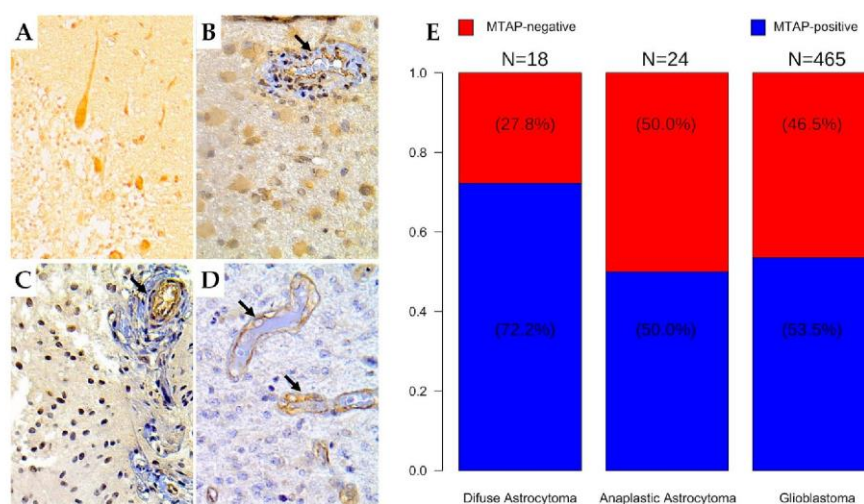 A
B
C
D
E
MTAP-negative
MTAP-positive
N=18
N=24
N=465
1.0
0.8
0.6
0.4
0.2
0.0
(27.8%)
(50.0%)
(46.5%)
(72.2%)
(50.0%)
(53.5%)
Difuse Astrocytoma
Anaplastic Astrocytoma
Glioblastoma